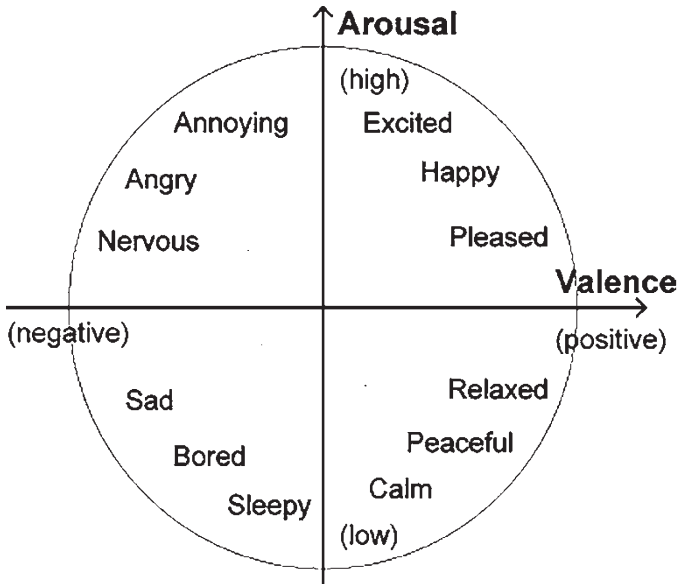 Arousal
(high)
Annoying
Excited
Happy
Angry
Pleased
Nervous
Valence
(negative)
(positive)
Relaxed
Sad
Peaceful
Bored
Calm
Sleepy
(low)